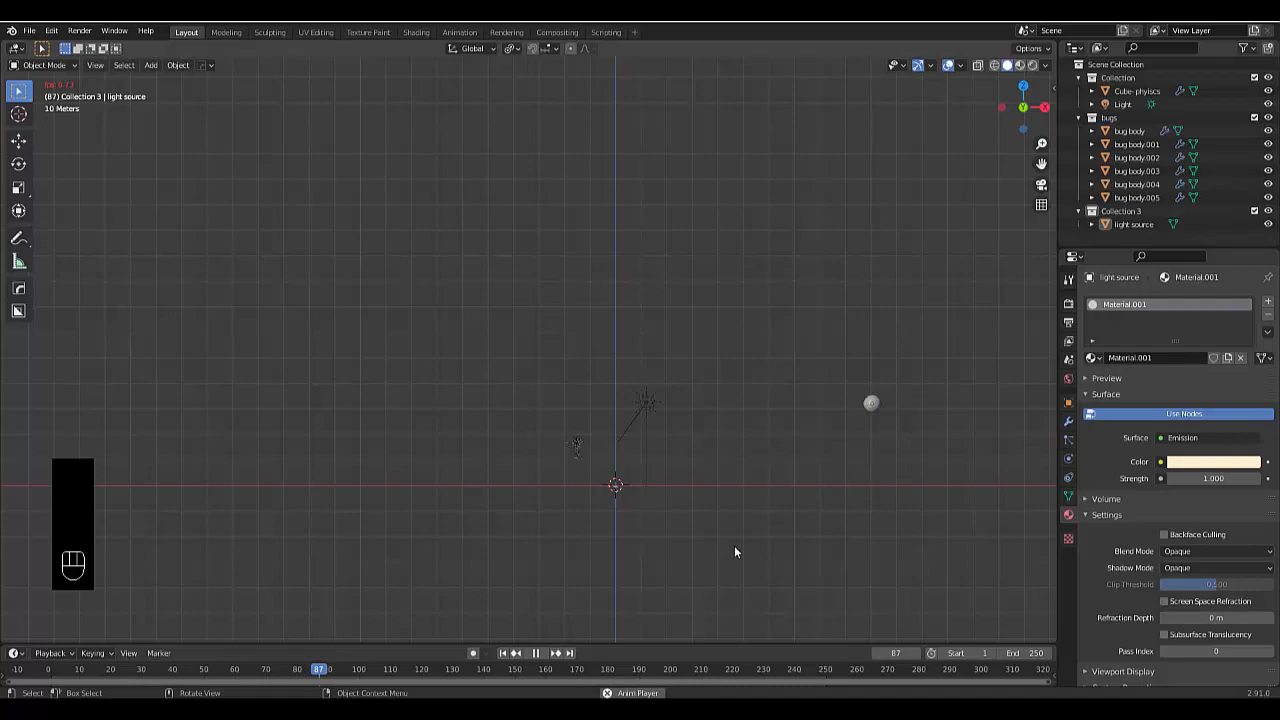 File Edit Render Window Help Layout Modeling Sculpting UV Editing Texture Paint Shading Animation Rendering Compositing Scripting + Scene View Layer
Global Options
Object Mode View Select Add Object
(87) Collection 3 | light source
10 Meters
Z
Y
X
Scene Collection
Collection
Cube- phyiscs
Light
bugs
bug body
bug body.001
bug body.002
bug body.003
bug body.004
bug body.005
Collection 3
light source
light source Material.001
Material.001
Material.001
Preview
Surface
Use Nodes
Surface Emission
Color
Strength 1.000
Volume
Settings
Backface Culling
Blend Mode Opaque
Shadow Mode Opaque
Clip Threshold 0.500
Screen Space Refraction
Refraction Depth 0 m
Subsurface Translucency
Pass Index 0
Viewport Display
Playback Keying View Marker 87 Start 1 End 250
-10 0 10 20 30 40 50 60 70 80 87 100 110 120 130 140 150 160 170 180 190 200 210 220 230 240 250 260 270 280 290 300 310 320
Select Box Select Rotate View Object Context Menu Anim Player 2.91.0